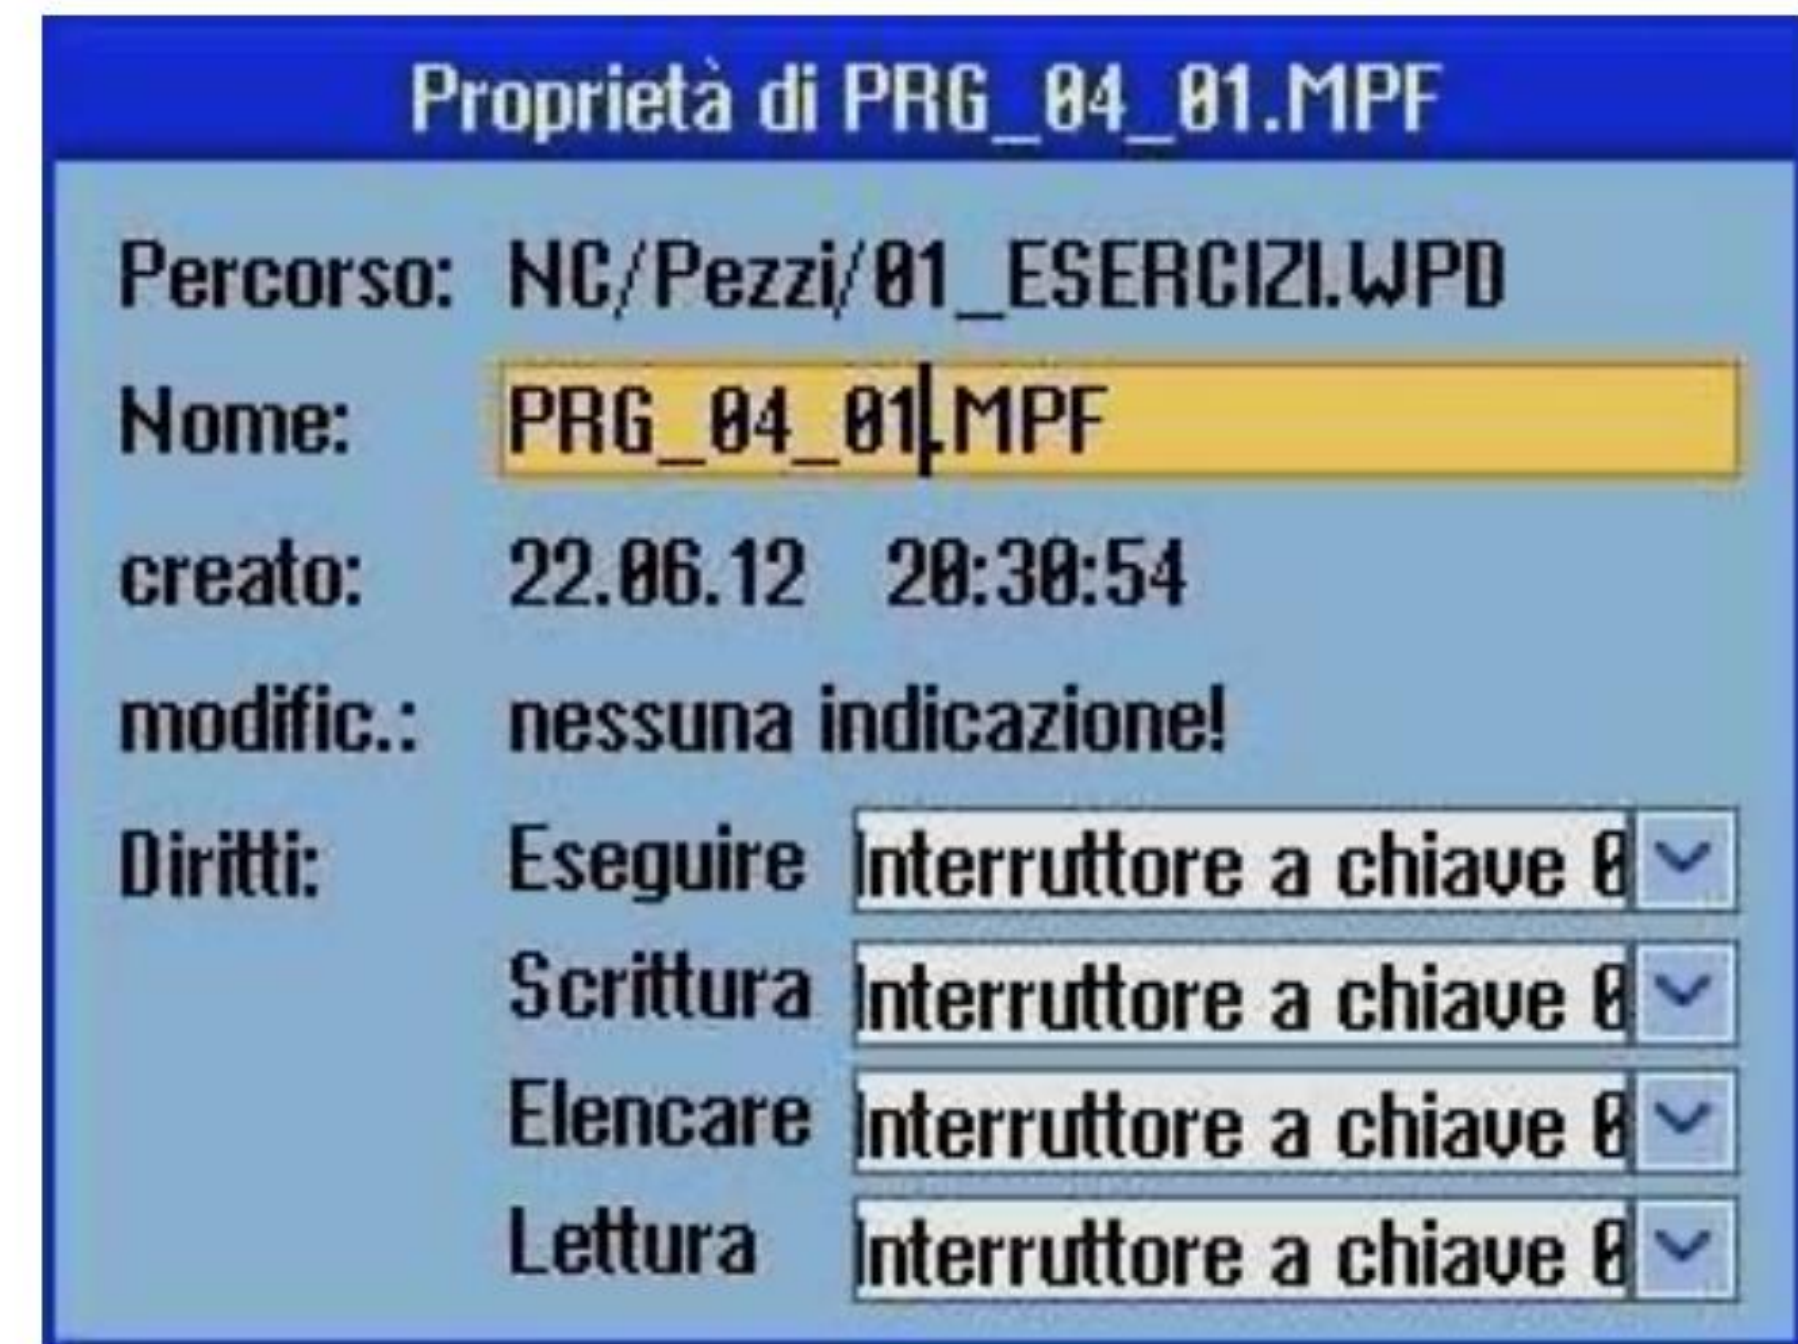 Proprietà di PRG_04_01.MPF
Percorso: NC/Pezzi/01_ESERCIZI.WPD
Nome: PRG_04_01.MPF
creato: 22.06.12 20:30:54
modific.: nessuna indicazione!
Diritti: Eseguire Interruttore a chiave 0
Scrittura Interruttore a chiave 0
Elencare Interruttore a chiave 0
Lettura Interruttore a chiave 0